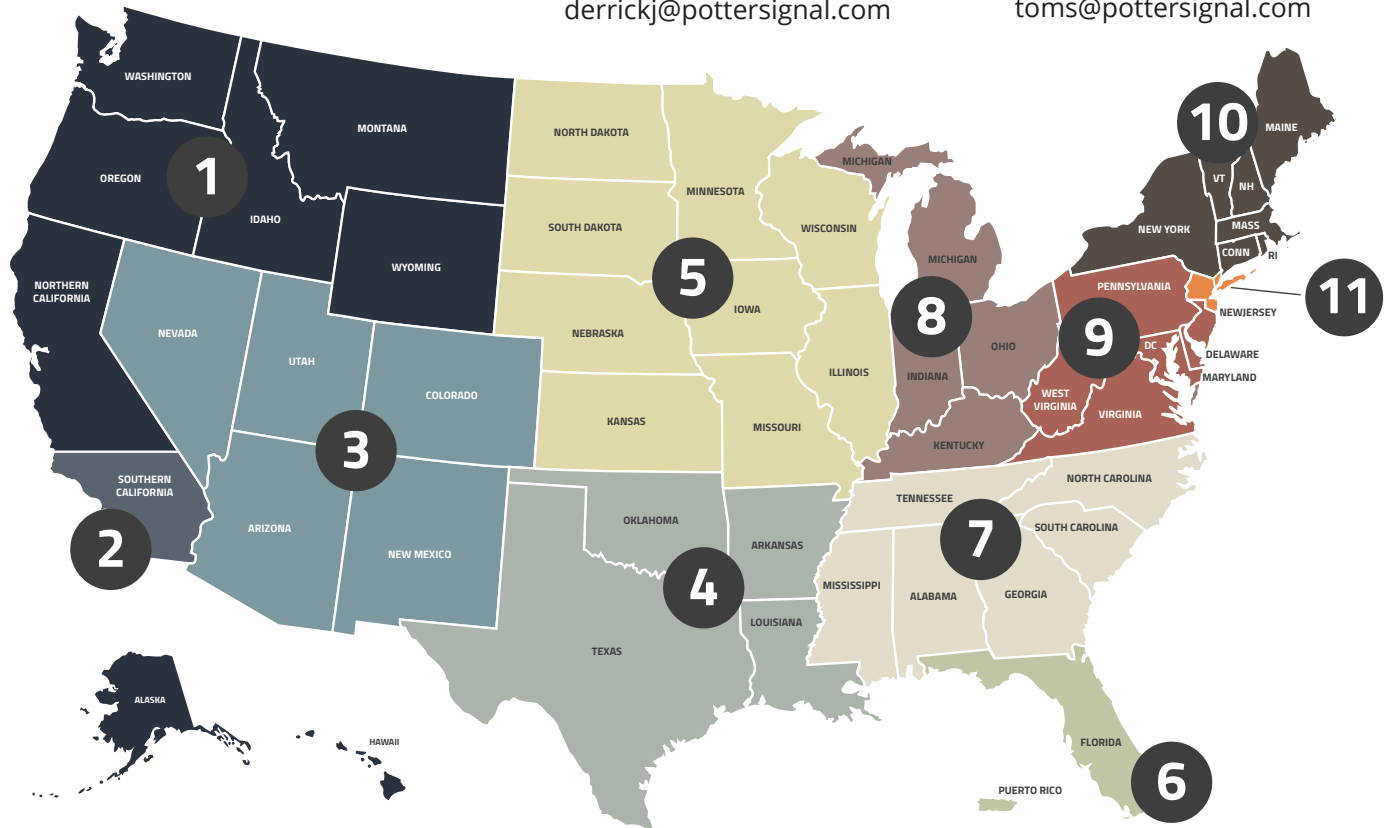 derrickj@pottersignal.com
toms@pottersignal.com
WASHINGTON
MONTANA
OREGON
1
IDAHO
WYOMING
NORTHERN
CALIFORNIA
NEVADA
UTAH
COLORADO
3
SOUTHERN
CALIFORNIA
2
ARIZONA
NEW MEXICO
NORTH DAKOTA
MINNESOTA
SOUTH DAKOTA
WISCONSIN
5
IOWA
NEBRASKA
ILLINOIS
KANSAS
MISSOURI
OKLAHOMA
ARKANSAS
4
LOUISIANA
TEXAS
MICHIGAN
MICHIGAN
8
OHIO
INDIANA
KENTUCKY
10
MAINE
VT
NH
NEW YORK
MASS
CONN
RI
PENNSYLVANIA
11
NEWJERSEY
9
DC
DELAWARE
MARYLAND
WEST
VIRGINIA
VIRGINIA
TENNESSEE
NORTH CAROLINA
7
SOUTH CAROLINA
MISSISSIPPI
ALABAMA
GEORGIA
FLORIDA
6
PUERTO RICO
ALASKA
HAWAII